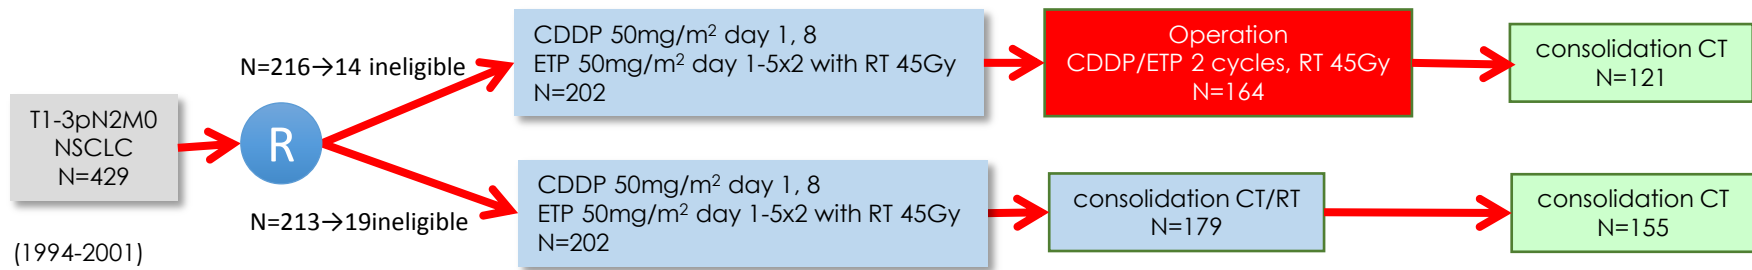 T1-3pN2M0
NSCLC
N=429
(1994-2001)
R
N=216→14 ineligible
CDDP 50mg/m² day 1, 8
ETP 50mg/m² day 1-5x2 with RT 45Gy
N=202
Operation
CDDP/ETP 2 cycles, RT 45Gy
N=164
consolidation CT
N=121
N=213→19ineligible
CDDP 50mg/m² day 1, 8
ETP 50mg/m² day 1-5x2 with RT 45Gy
N=202
consolidation CT/RT
N=179
consolidation CT
N=155